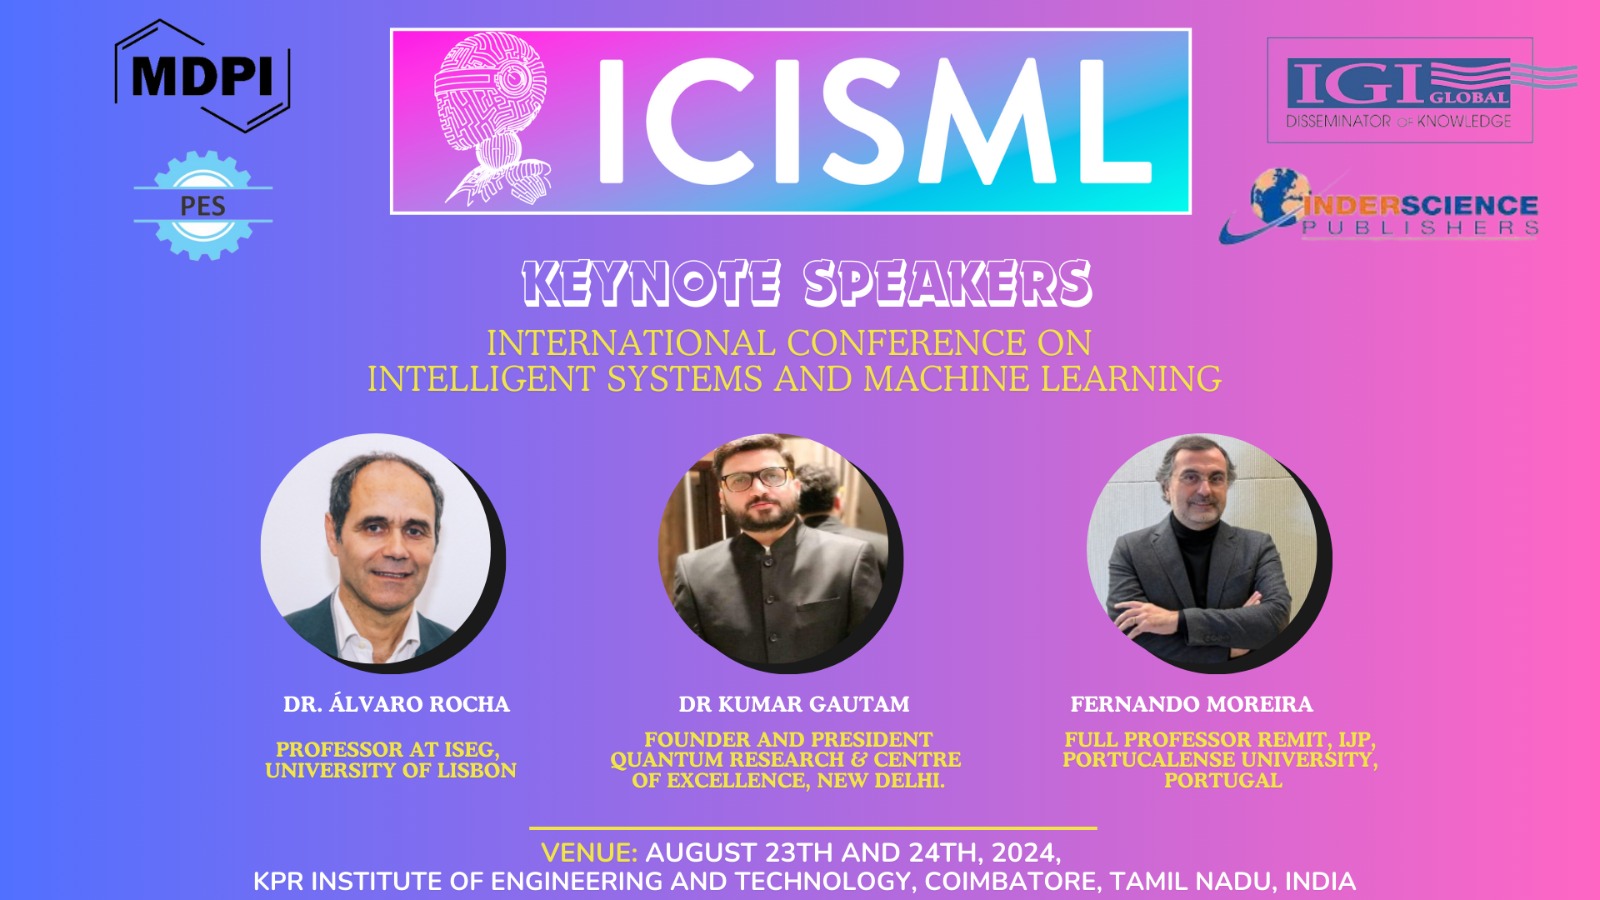 MDPI
PES
ICISML
IGI
GLOBAL
DISSEMINATOR OF KNOWLEDGE
INDERSCIENCE
PUBLISHERS
KEYNOTE SPEAKERS
INTERNATIONAL CONFERENCE ON
INTELLIGENT SYSTEMS AND MACHINE LEARNING
DR. ÁLVARO ROCHA
PROFESSOR AT ISEG,
UNIVERSITY OF LISBON
DR KUMAR GAUTAM
FOUNDER AND PRESIDENT
QUANTUM RESEARCH & CENTRE
OF EXCELLENCE, NEW DELHI.
FERNANDO MOREIRA
FULL PROFESSOR REMIT, IJP,
PORTUCALENSE UNIVERSITY,
PORTUGAL
VENUE: AUGUST 23TH AND 24TH, 2024,
KPR INSTITUTE OF ENGINEERING AND TECHNOLOGY, COIMBATORE, TAMIL NADU, INDIA